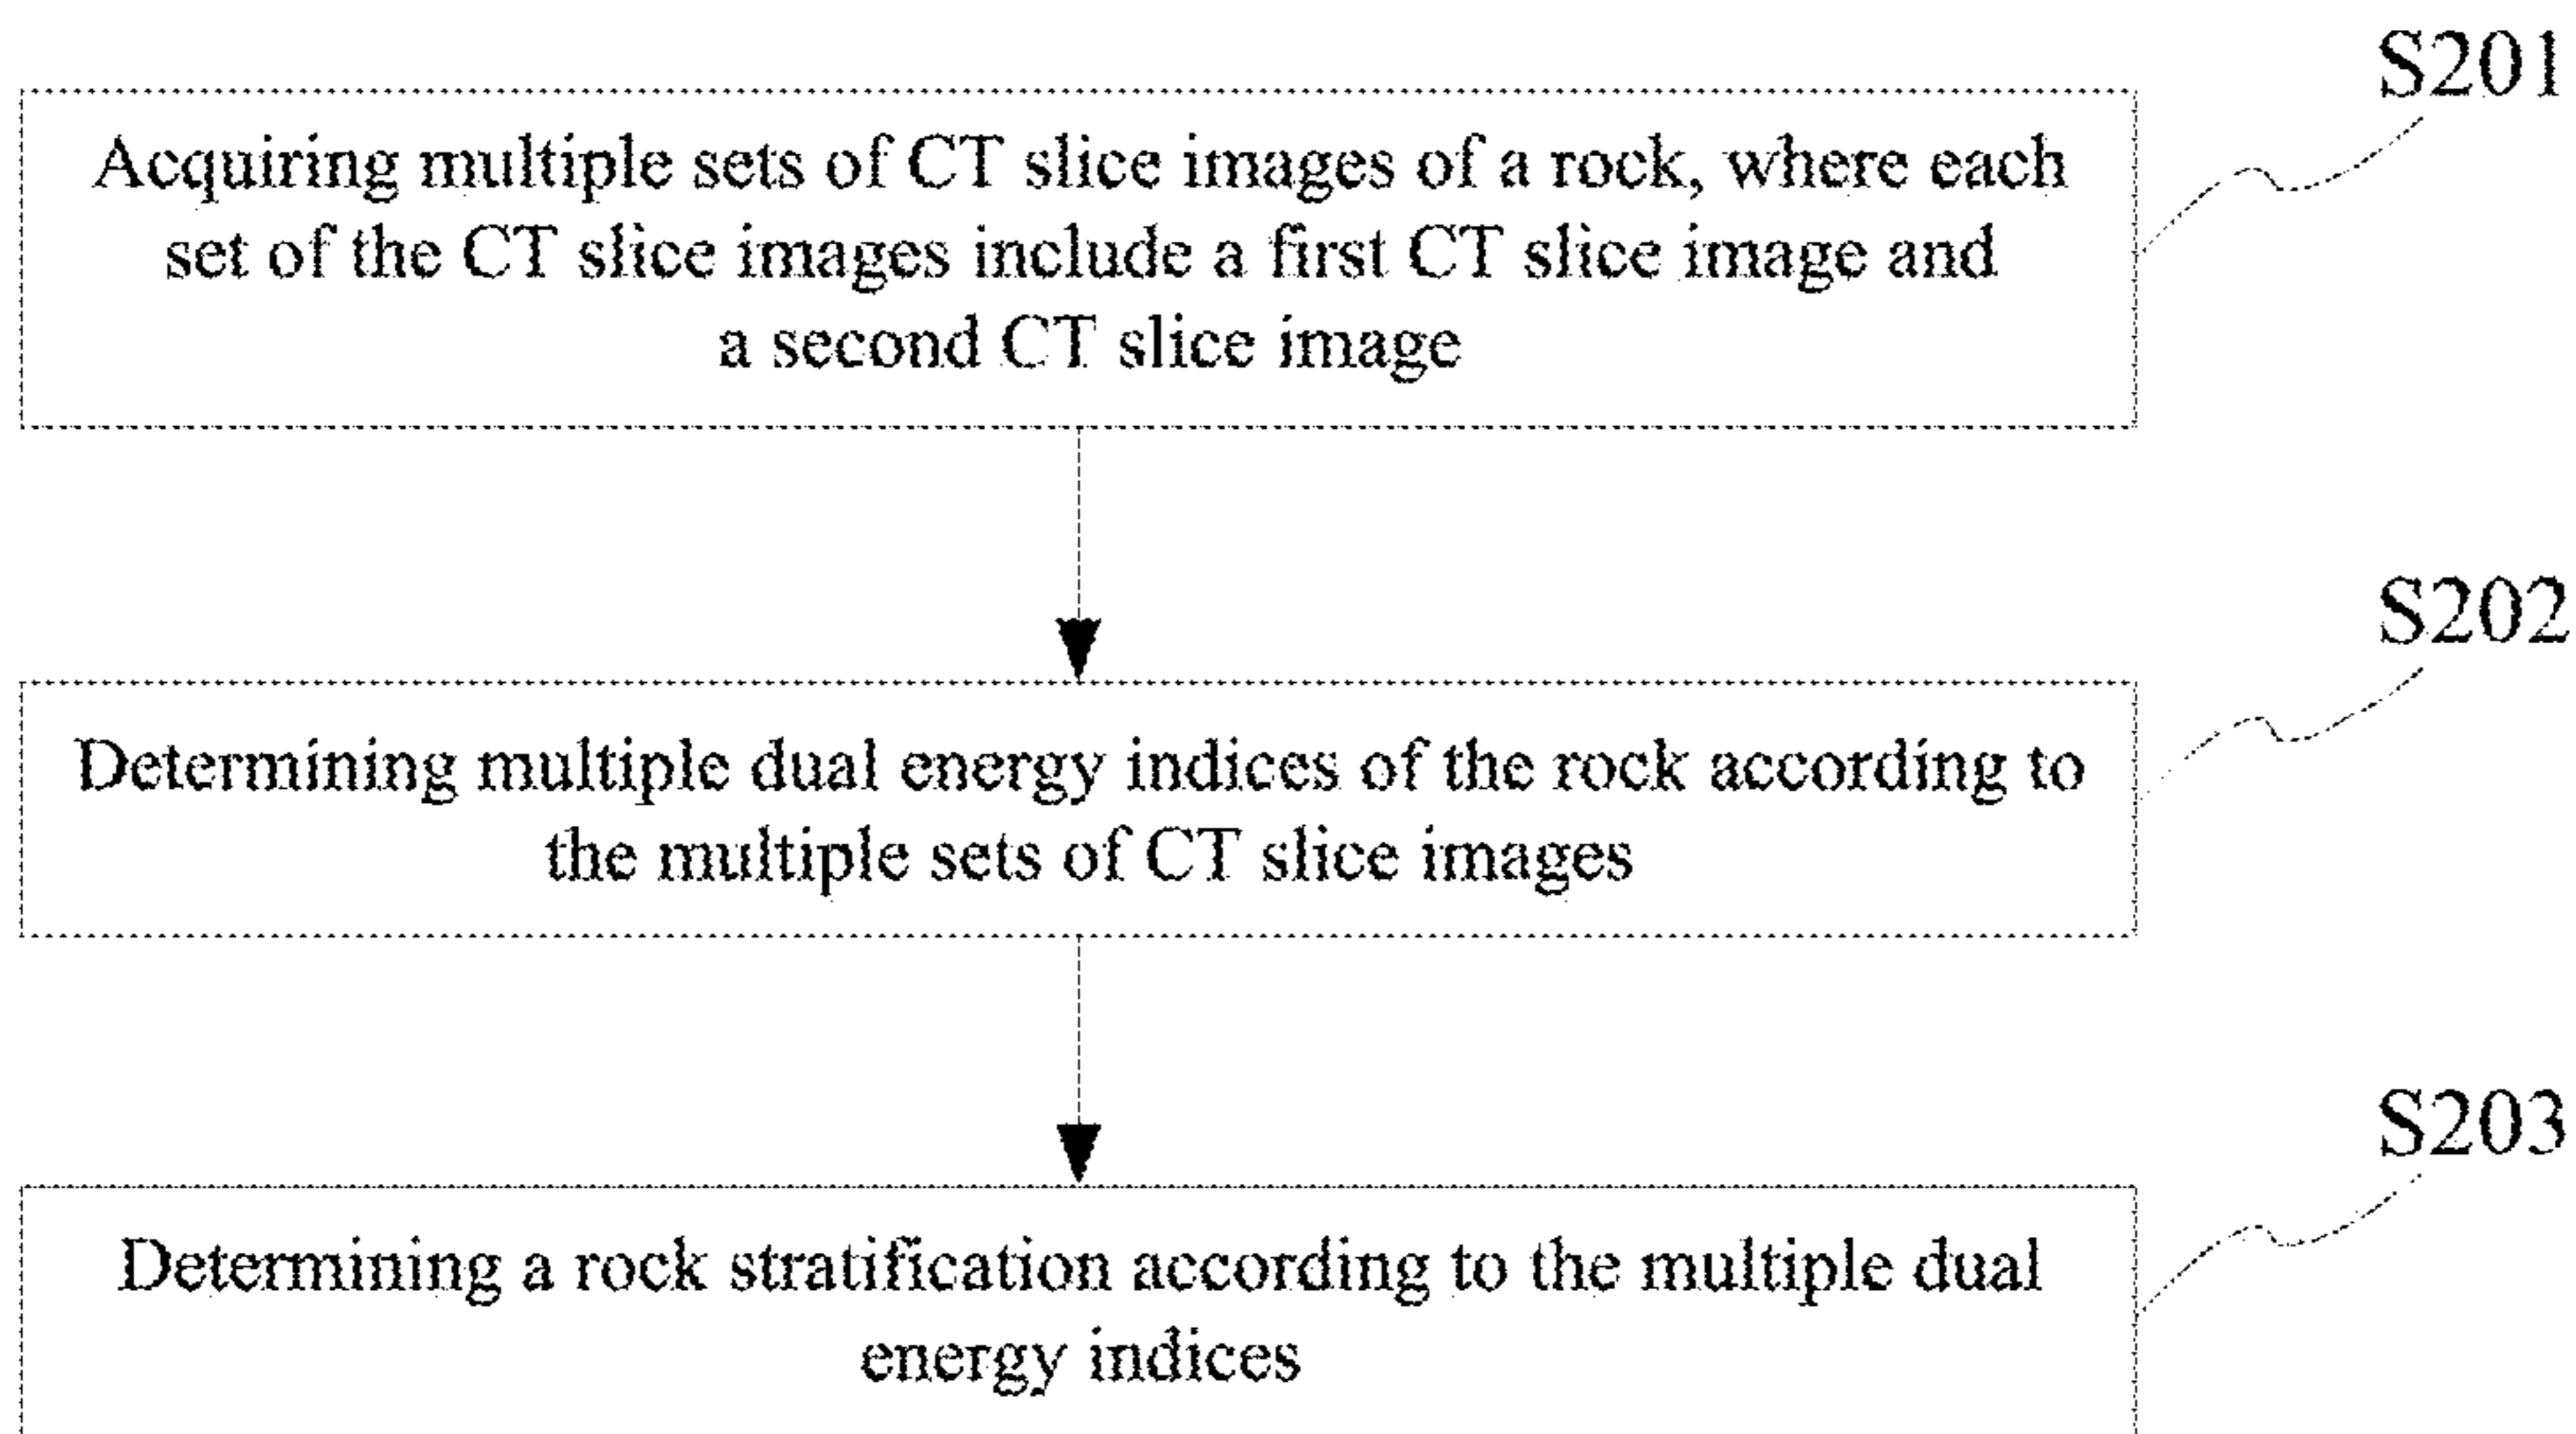 S201
Acquiring multiple sets of CT slice images of a rock, where each
set of the CT slice images include a first CT slice image and
a second CT slice image
S202
Determining multiple dual energy indices of the rock according to
the multiple sets of CT slice images
S203
Determining a rock stratification according to the multiple dual
energy indices